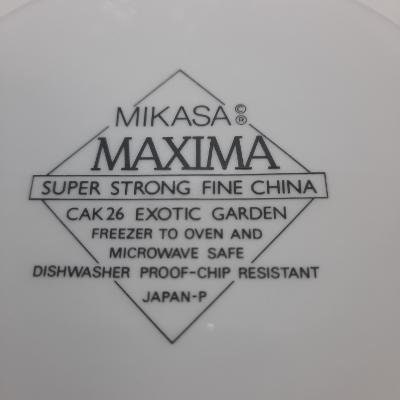 MIKASA ©®
MAXIMA
SUPER STRONG FINE CHINA
CAK26 EXOTIC GARDEN
FREEZER TO OVEN AND
MICROWAVE SAFE
DISHWASHER PROOF-CHIP RESISTANT
JAPAN-P